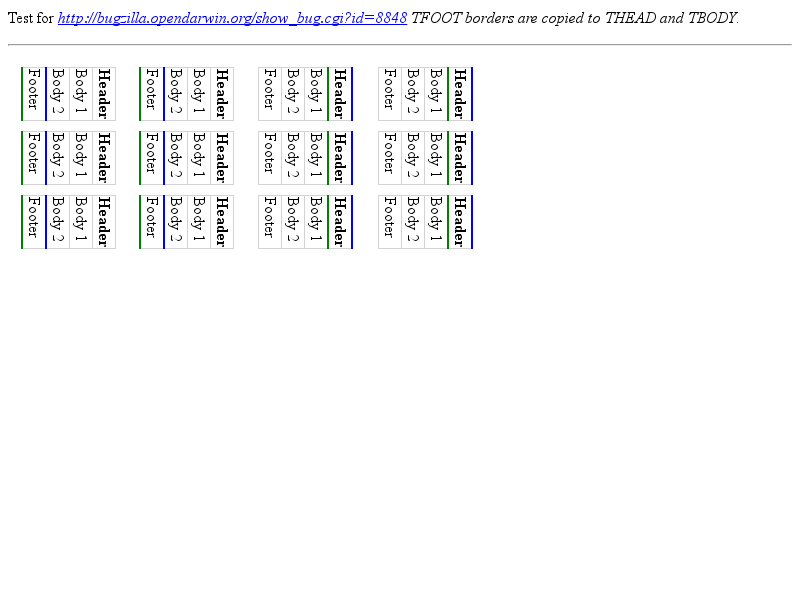 Test for http://bugzilla.opendarwin.org/show_bug.cgi?id=8848 TFOOT borders are copied to THEAD and TBODY.
Header
Body 1
Body 2
Footer
Header
Body 1
Body 2
Footer
Header
Body 1
Body 2
Footer
Header
Body 1
Body 2
Footer
Header
Body 1
Body 2
Footer
Header
Body 1
Body 2
Footer
Header
Body 1
Body 2
Footer
Header
Body 1
Body 2
Footer
Header
Body 1
Body 2
Footer
Header
Body 1
Body 2
Footer
Header
Body 1
Body 2
Footer
Header
Body 1
Body 2
Footer